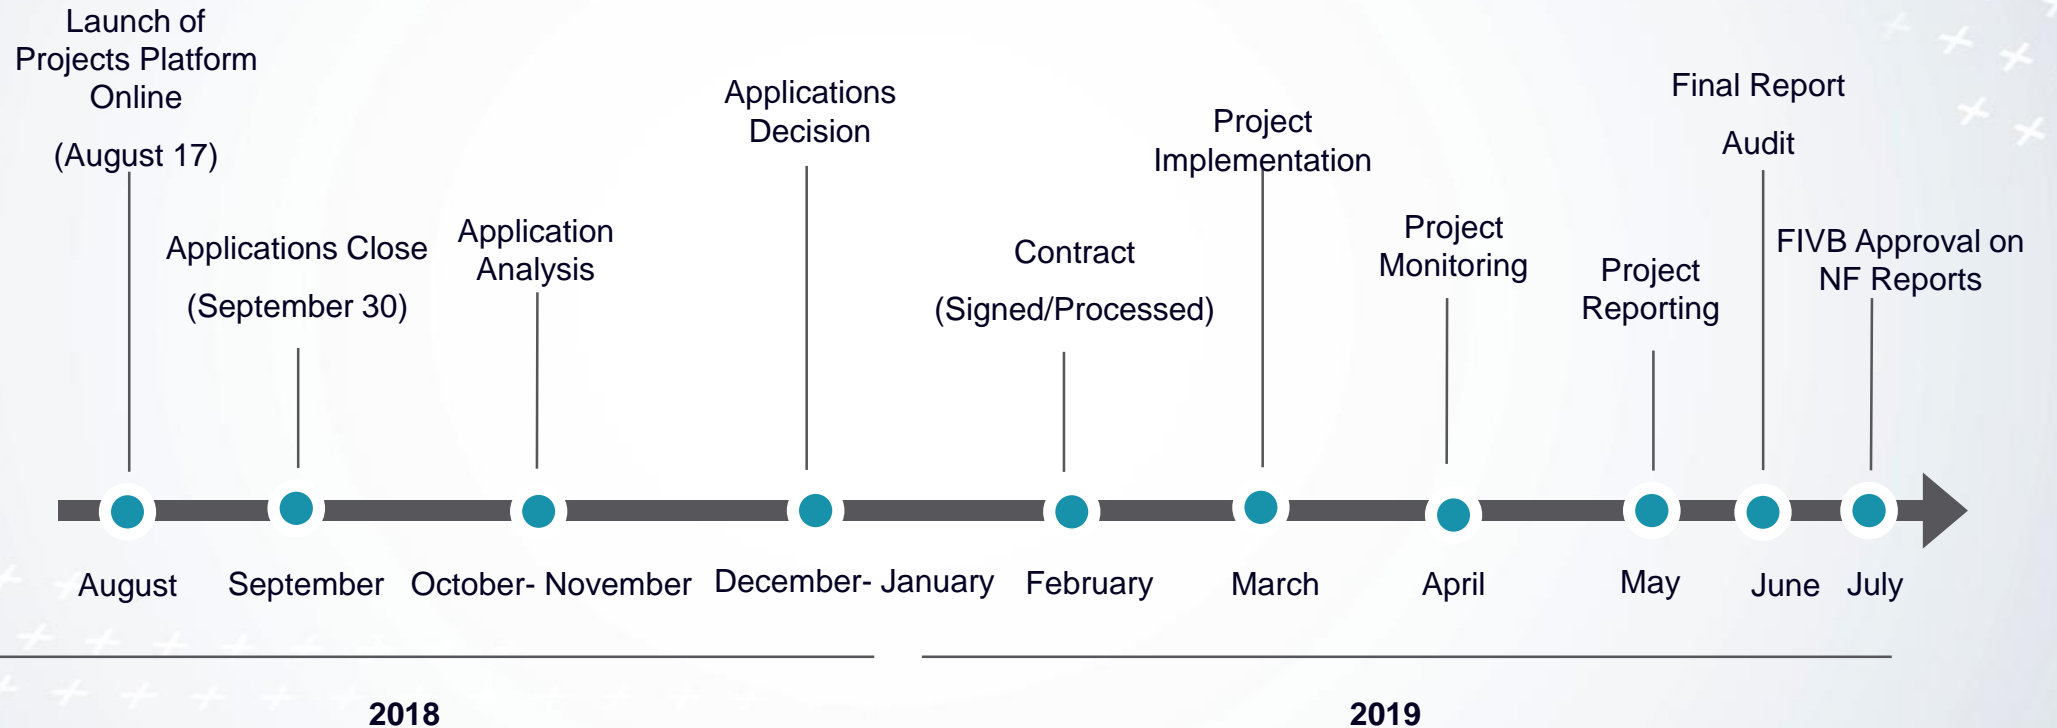 Launch of
Projects Platform
Online
(August 17)
Applications Close
(September 30)
Application
Analysis
Applications
Decision
Contract
(Signed/Processed)
Project
Implementation
Project
Monitoring
Project
Reporting
Final Report
Audit
FIVB Approval on
NF Reports
August
September
October- November
December- January
February
March
April
May
June
July
2018
2019